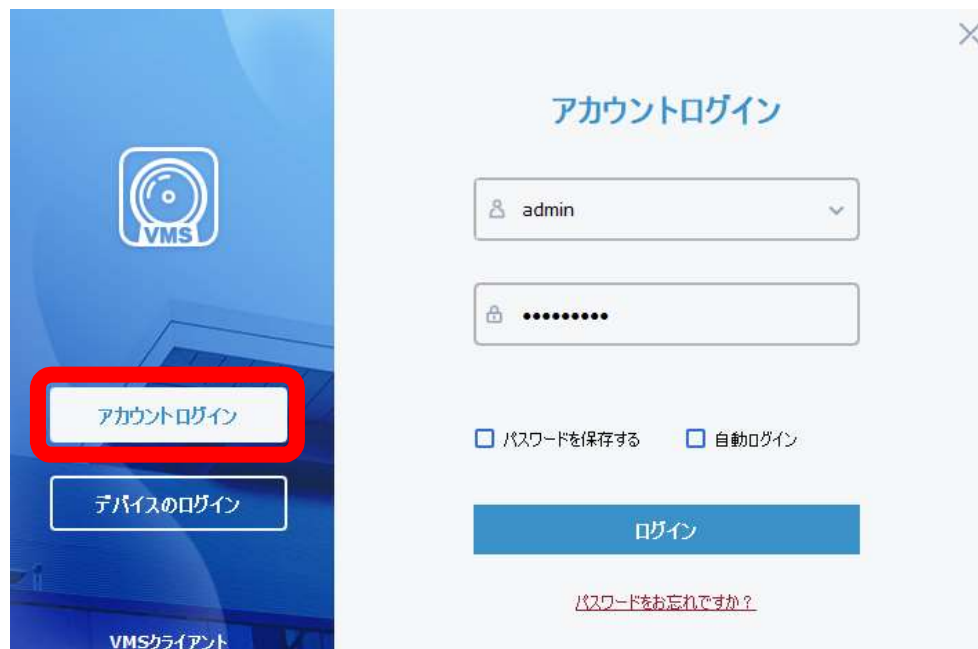 VMS
アカウントログイン
デバイスのログイン
VMSクライアント
アカウントログイン
admin
•••••••••
パスワードを保存する
自動ログイン
ログイン
パスワードをお忘れですか？